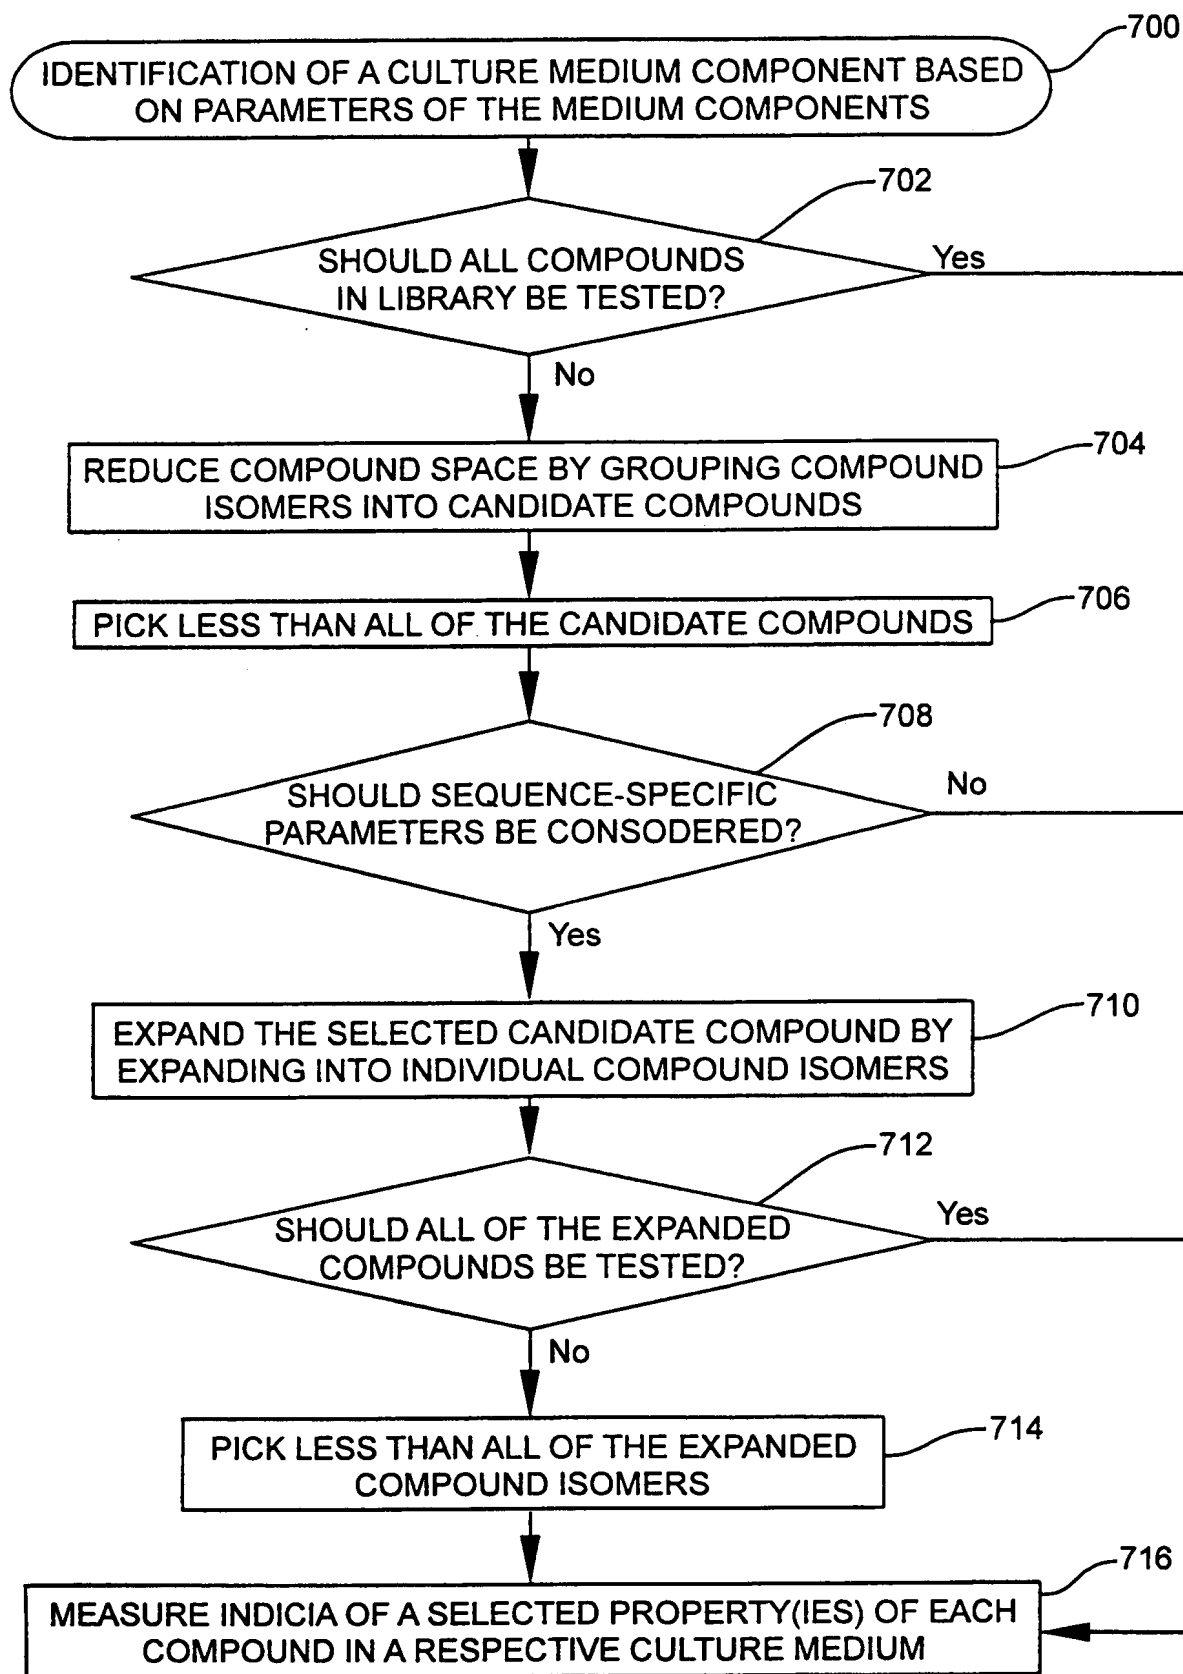 700
IDENTIFICATION OF A CULTURE MEDIUM COMPONENT BASED
ON PARAMETERS OF THE MEDIUM COMPONENTS
702
SHOULD ALL COMPOUNDS
IN LIBRARY BE TESTED?
Yes
No
704
REDUCE COMPOUND SPACE BY GROUPING COMPOUND
ISOMERS INTO CANDIDATE COMPOUNDS
706
PICK LESS THAN ALL OF THE CANDIDATE COMPOUNDS
708
SHOULD SEQUENCE-SPECIFIC
PARAMETERS BE CONSODERED?
No
Yes
710
EXPAND THE SELECTED CANDIDATE COMPOUND BY
EXPANDING INTO INDIVIDUAL COMPOUND ISOMERS
712
SHOULD ALL OF THE EXPANDED
COMPOUNDS BE TESTED?
Yes
No
714
PICK LESS THAN ALL OF THE EXPANDED
COMPOUND ISOMERS
716
MEASURE INDICIA OF A SELECTED PROPERTY(IES) OF EACH
COMPOUND IN A RESPECTIVE CULTURE MEDIUM